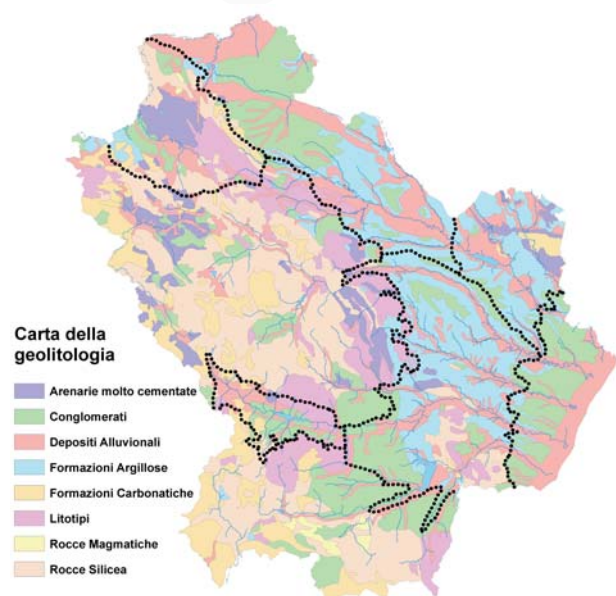 Carta della
geolitologia
Arenarie molto cementate
Conglomerati
Depositi Alluvionali
Formazioni Argillose
Formazioni Carbonatiche
Litotipi
Rocce Magmatiche
Rocce Silicea